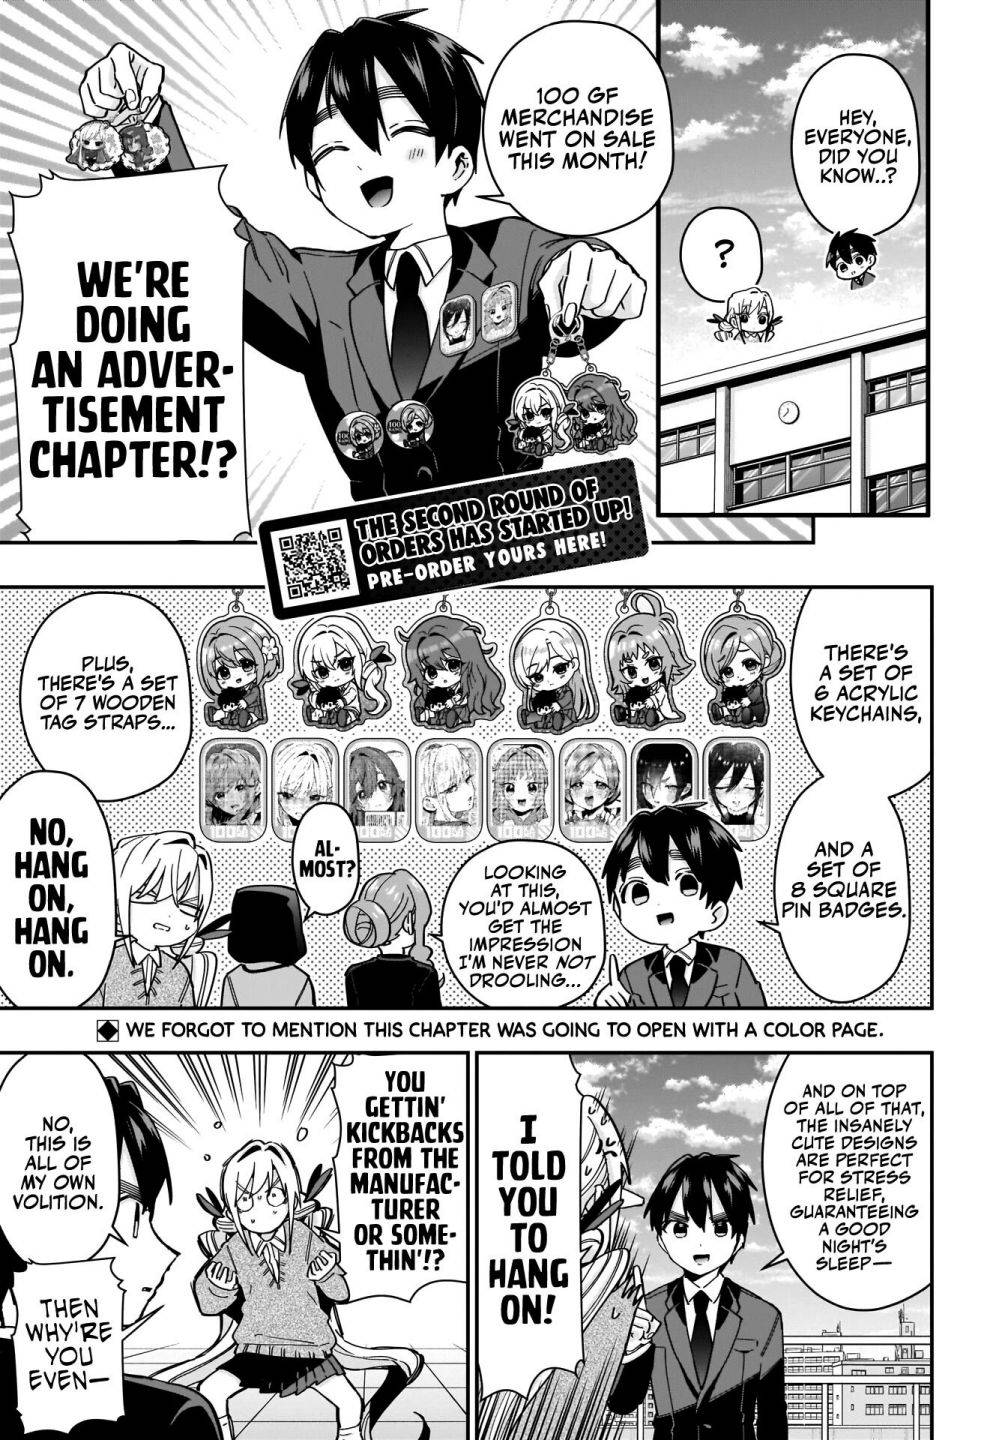 HEY,
EVERYONE,
DID YOU
KNOW..?
?
100 GF
MERCHANDISE
WENT ON SALE
THIS MONTH!
WE'RE
DOING
AN ADVER-
TISEMENT
CHAPTER!?
THE SECOND ROUND OF
ORDERS HAS STARTED UP!
PRE-ORDER YOURS HERE!
THERE'S
A SET OF
6 ACRYLIC
KEYCHAINS,
AND A
SET OF
8 SQUARE
PIN BADGES.
PLUS,
THERE'S A SET
OF 7 WOODEN
TAG STRAPS...
LOOKING
AT THIS,
YOU'D ALMOST
GET THE
IMPRESSION
I'M NEVER NOT
DROOLING...
AL-
MOST?
NO,
HANG
ON,
HANG
ON.
WE FORGOT TO MENTION THIS CHAPTER WAS GOING TO OPEN WITH A COLOR PAGE.
AND ON TOP
OF ALL OF THAT,
THE INSANELY
CUTE DESIGNS
ARE PERFECT
FOR STRESS
RELIEF,
GUARANTEEING
A GOOD
NIGHT'S
SLEEP—
I
TOLD
YOU
TO
HANG
ON!
YOU
GETTIN'
KICKBACKS
FROM THE
MANUFAC-
TURER
OR SOME-
THIN'!?
NO,
THIS IS
ALL OF
MY OWN
VOLITION.
THEN
WHY'RE
YOU
EVEN—